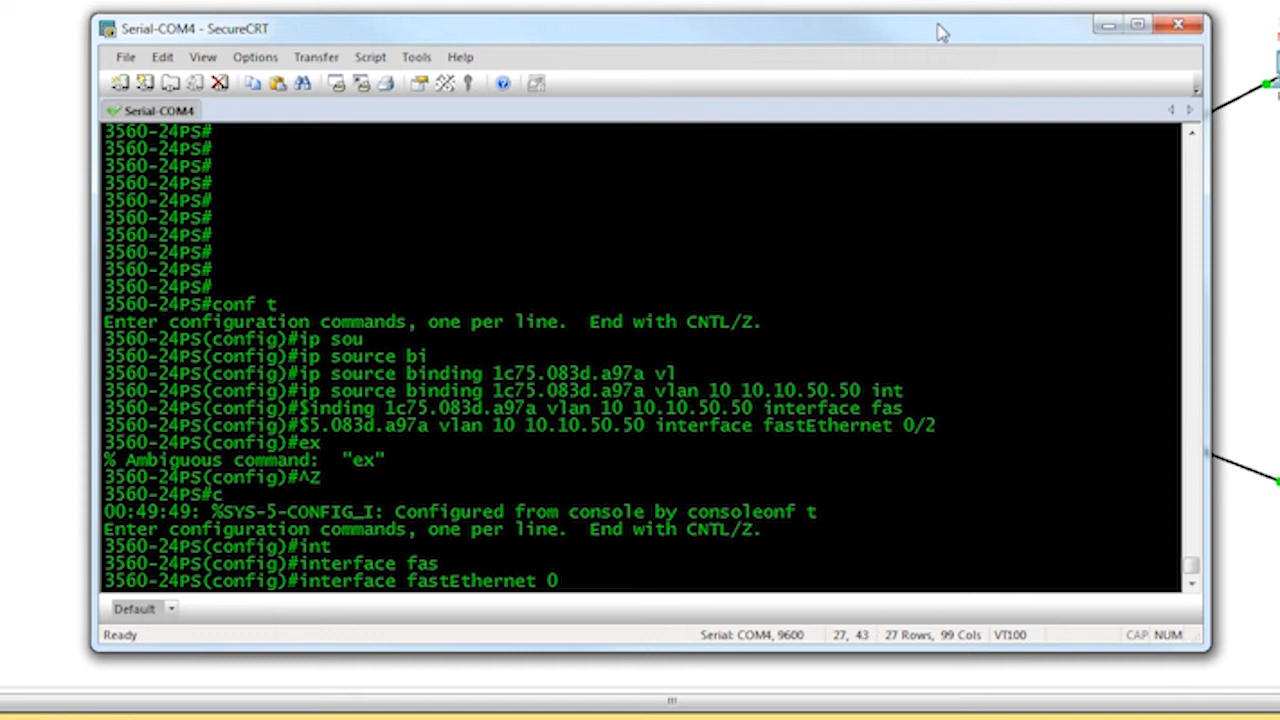 Serial-COM4 - SecureCRT
File Edit View Options Transfer Script Tools Help
Serial-COM4
3560-24PS#
3560-24PS#
3560-24PS#
3560-24PS#
3560-24PS#
3560-24PS#
3560-24PS#
3560-24PS#
3560-24PS#
3560-24PS#
3560-24PS#conf t
Enter configuration commands, one per line.  End with CNTL/Z.
3560-24PS(config)#ip sou
3560-24PS(config)#ip source bi
3560-24PS(config)#ip source binding 1c75.083d.a97a vl
3560-24PS(config)#ip source binding 1c75.083d.a97a vlan 10 10.10.50.50 int
3560-24PS(config)#$inding 1c75.083d.a97a vlan 10 10.10.50.50 interface fas
3560-24PS(config)#$5.083d.a97a vlan 10 10.10.50.50 interface fastEthernet 0/2
3560-24PS(config)#ex
% Ambiguous command:  "ex"
3560-24PS(config)#^Z
3560-24PS#c
00:49:49: %SYS-5-CONFIG_I: Configured from console by consoleonf t
Enter configuration commands, one per line.  End with CNTL/Z.
3560-24PS(config)#int
3560-24PS(config)#interface fas
3560-24PS(config)#interface fastEthernet 0
Default
Ready Serial: COM4, 9600 27, 43 27 Rows, 99 Cols VT100 CAP NUM